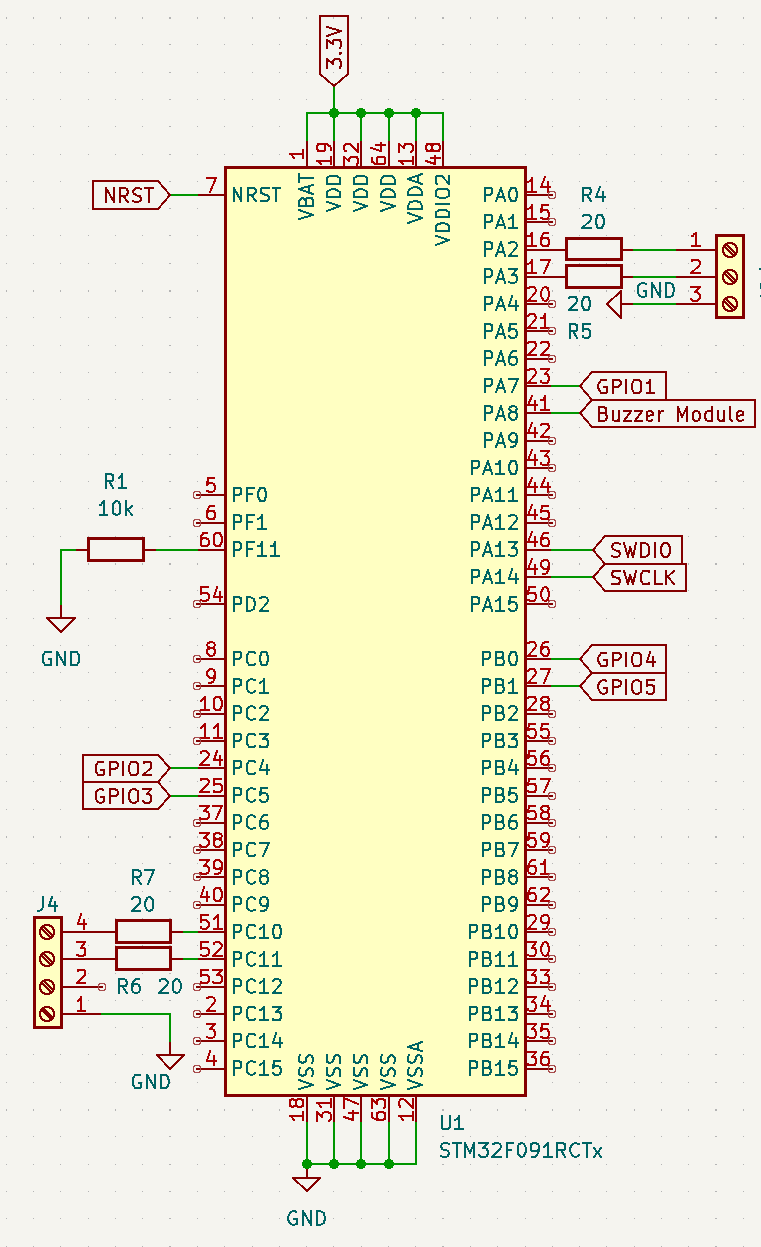 3.3V
1 19 32 64 13 48
VBAT VDD VDD VDD VDDA VDDIO2
NRST 7 NRST
PA0 14 R4
PA1 15 20
PA2 16 1
PA3 17 2
PA4 20 20 GND 3
PA5 21 R5
PA6 22
PA7 23 GPIO1
PA8 41 Buzzer Module
PA9 42
PA10 43
R1
10k
5 PF0 PA11 44
6 PF1 PA12 45
60 PF11 PA13 46 SWDIO
PA14 49 SWCLK
54 PD2 PA15 50
GND
8 PC0 PB0 26 GPIO4
9 PC1 PB1 27 GPIO5
10 PC2 PB2 28
11 PC3 PB3 55
GPIO2 24 PC4 PB4 56
GPIO3 25 PC5 PB5 57
37 PC6 PB6 58
38 PC7 PB7 59
39 PC8 PB8 61
40 PC9 PB9 62
R7
20
J4
4 51 PC10 PB10 29
3 52 PC11 PB11 30
2 R6 20 53 PC12 PB12 33
1 2 PC13 PB13 34
3 PC14 PB14 35
GND 4 PC15 PB15 36
VSS VSS VSS VSS VSSA
18 31 47 63 12
U1
STM32F091RCTx
GND